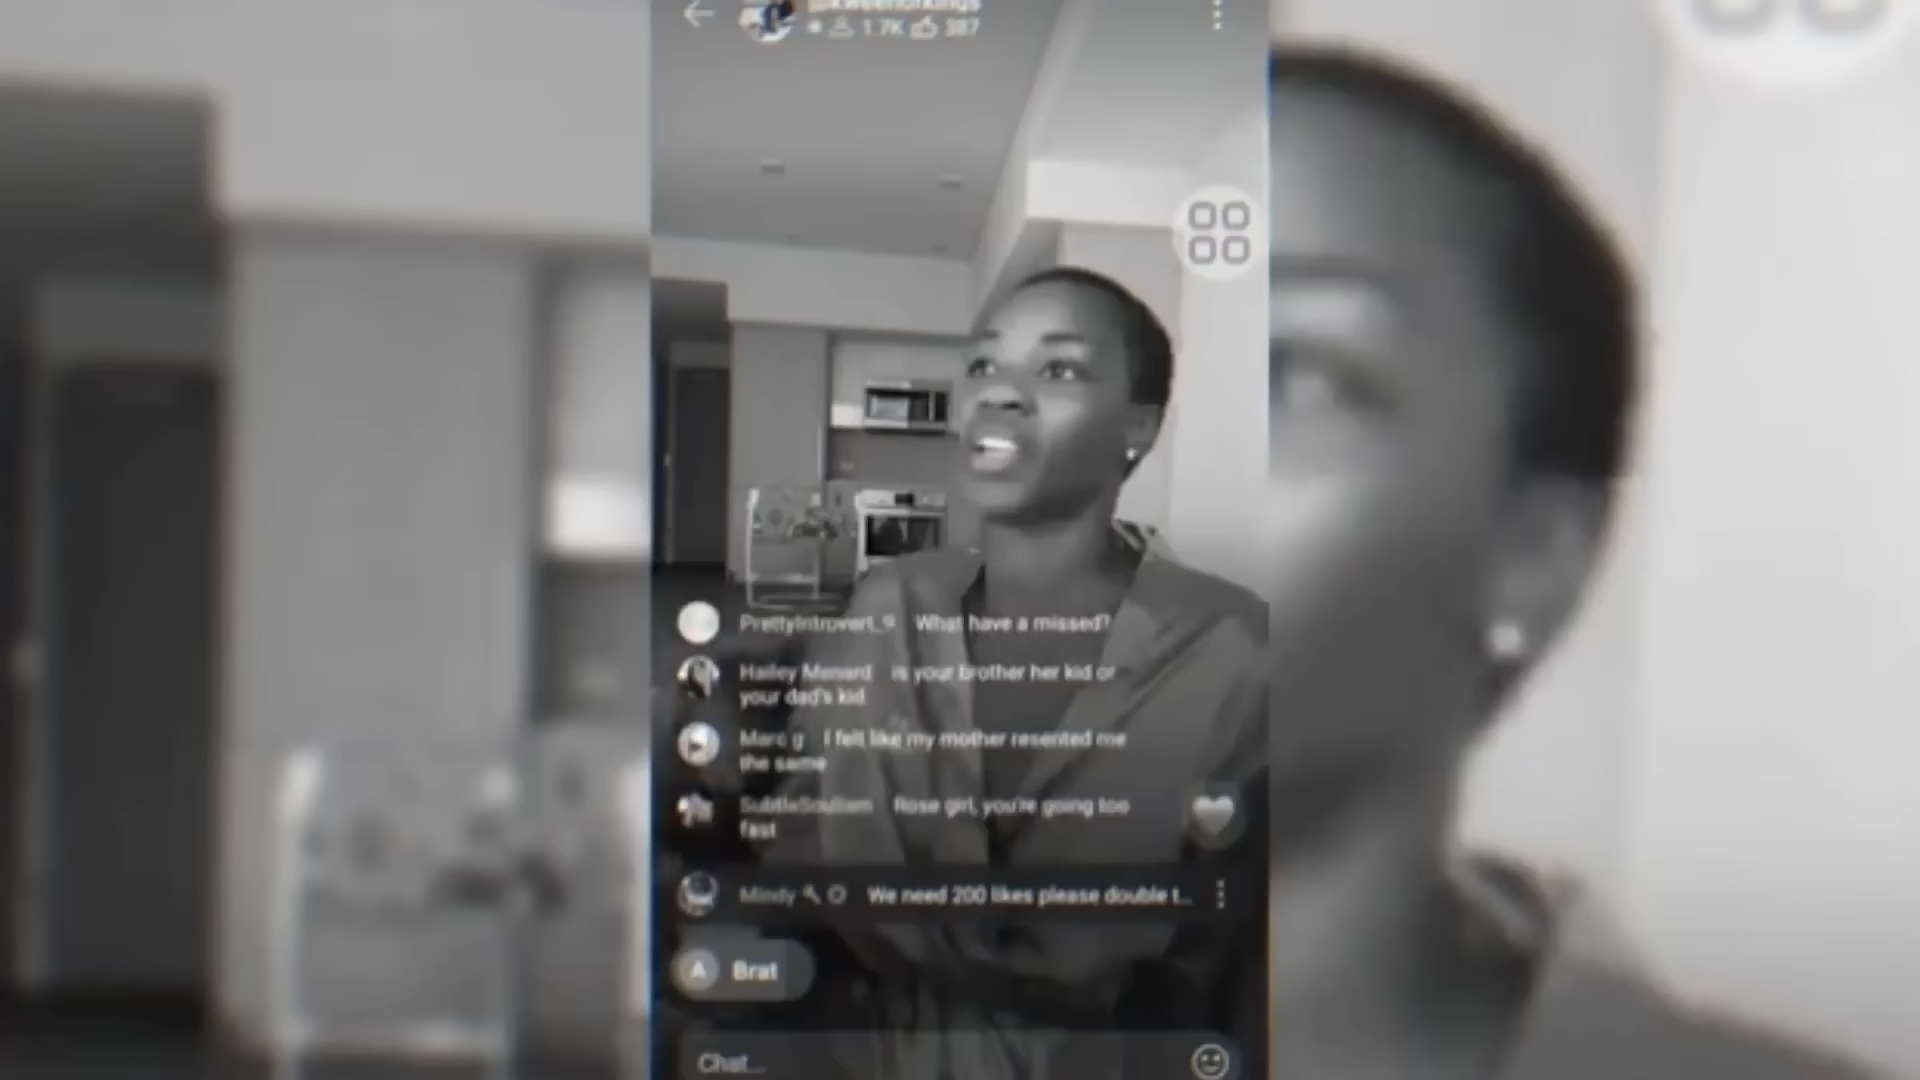 1.7K 387
PrettyIntrovert_9 What have a missed?
Hailey Menard is your brother her kid or
your dad's kid
Marc g I felt like my mother resented me
the same
Rose girl, you're going too
fast
Mindy We need 200 likes please double t...
A Brat
Chat...